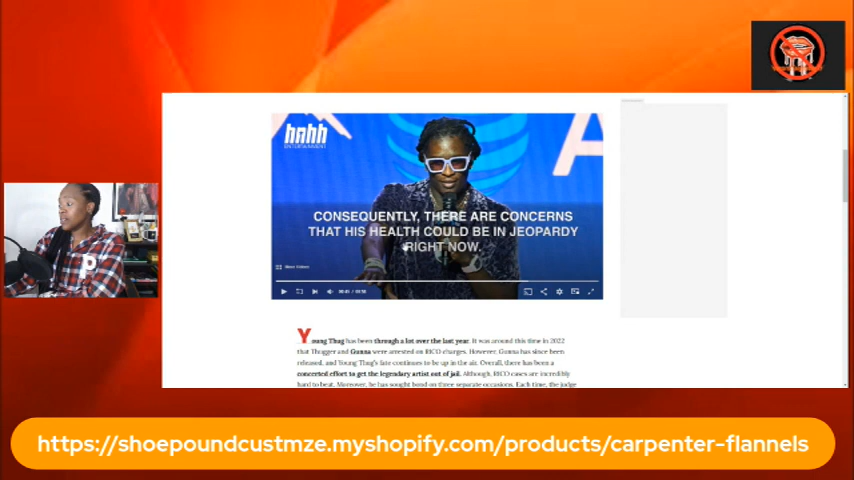 hnhh
ENTERTAINMENT
CONSEQUENTLY, THERE ARE CONCERNS
THAT HIS HEALTH COULD BE IN JEOPARDY
RIGHT NOW.
More Videos
Young Thug has been through a lot over the last year. It was around this time in 2022
that Thugger and Gunna were arrested on RICO charges. However, Gunna has since been
released, and Young Thug's fate continues to be up in the air. Overall, there has been a
concerted effort to get the legendary artist out of jail. Although, RICO cases are incredibly
hard to beat. Moreover, he has sought bond on three separate occasions. Each time, the judge
P
https://shoepoundcustmze.myshopify.com/products/carpenter-flannels